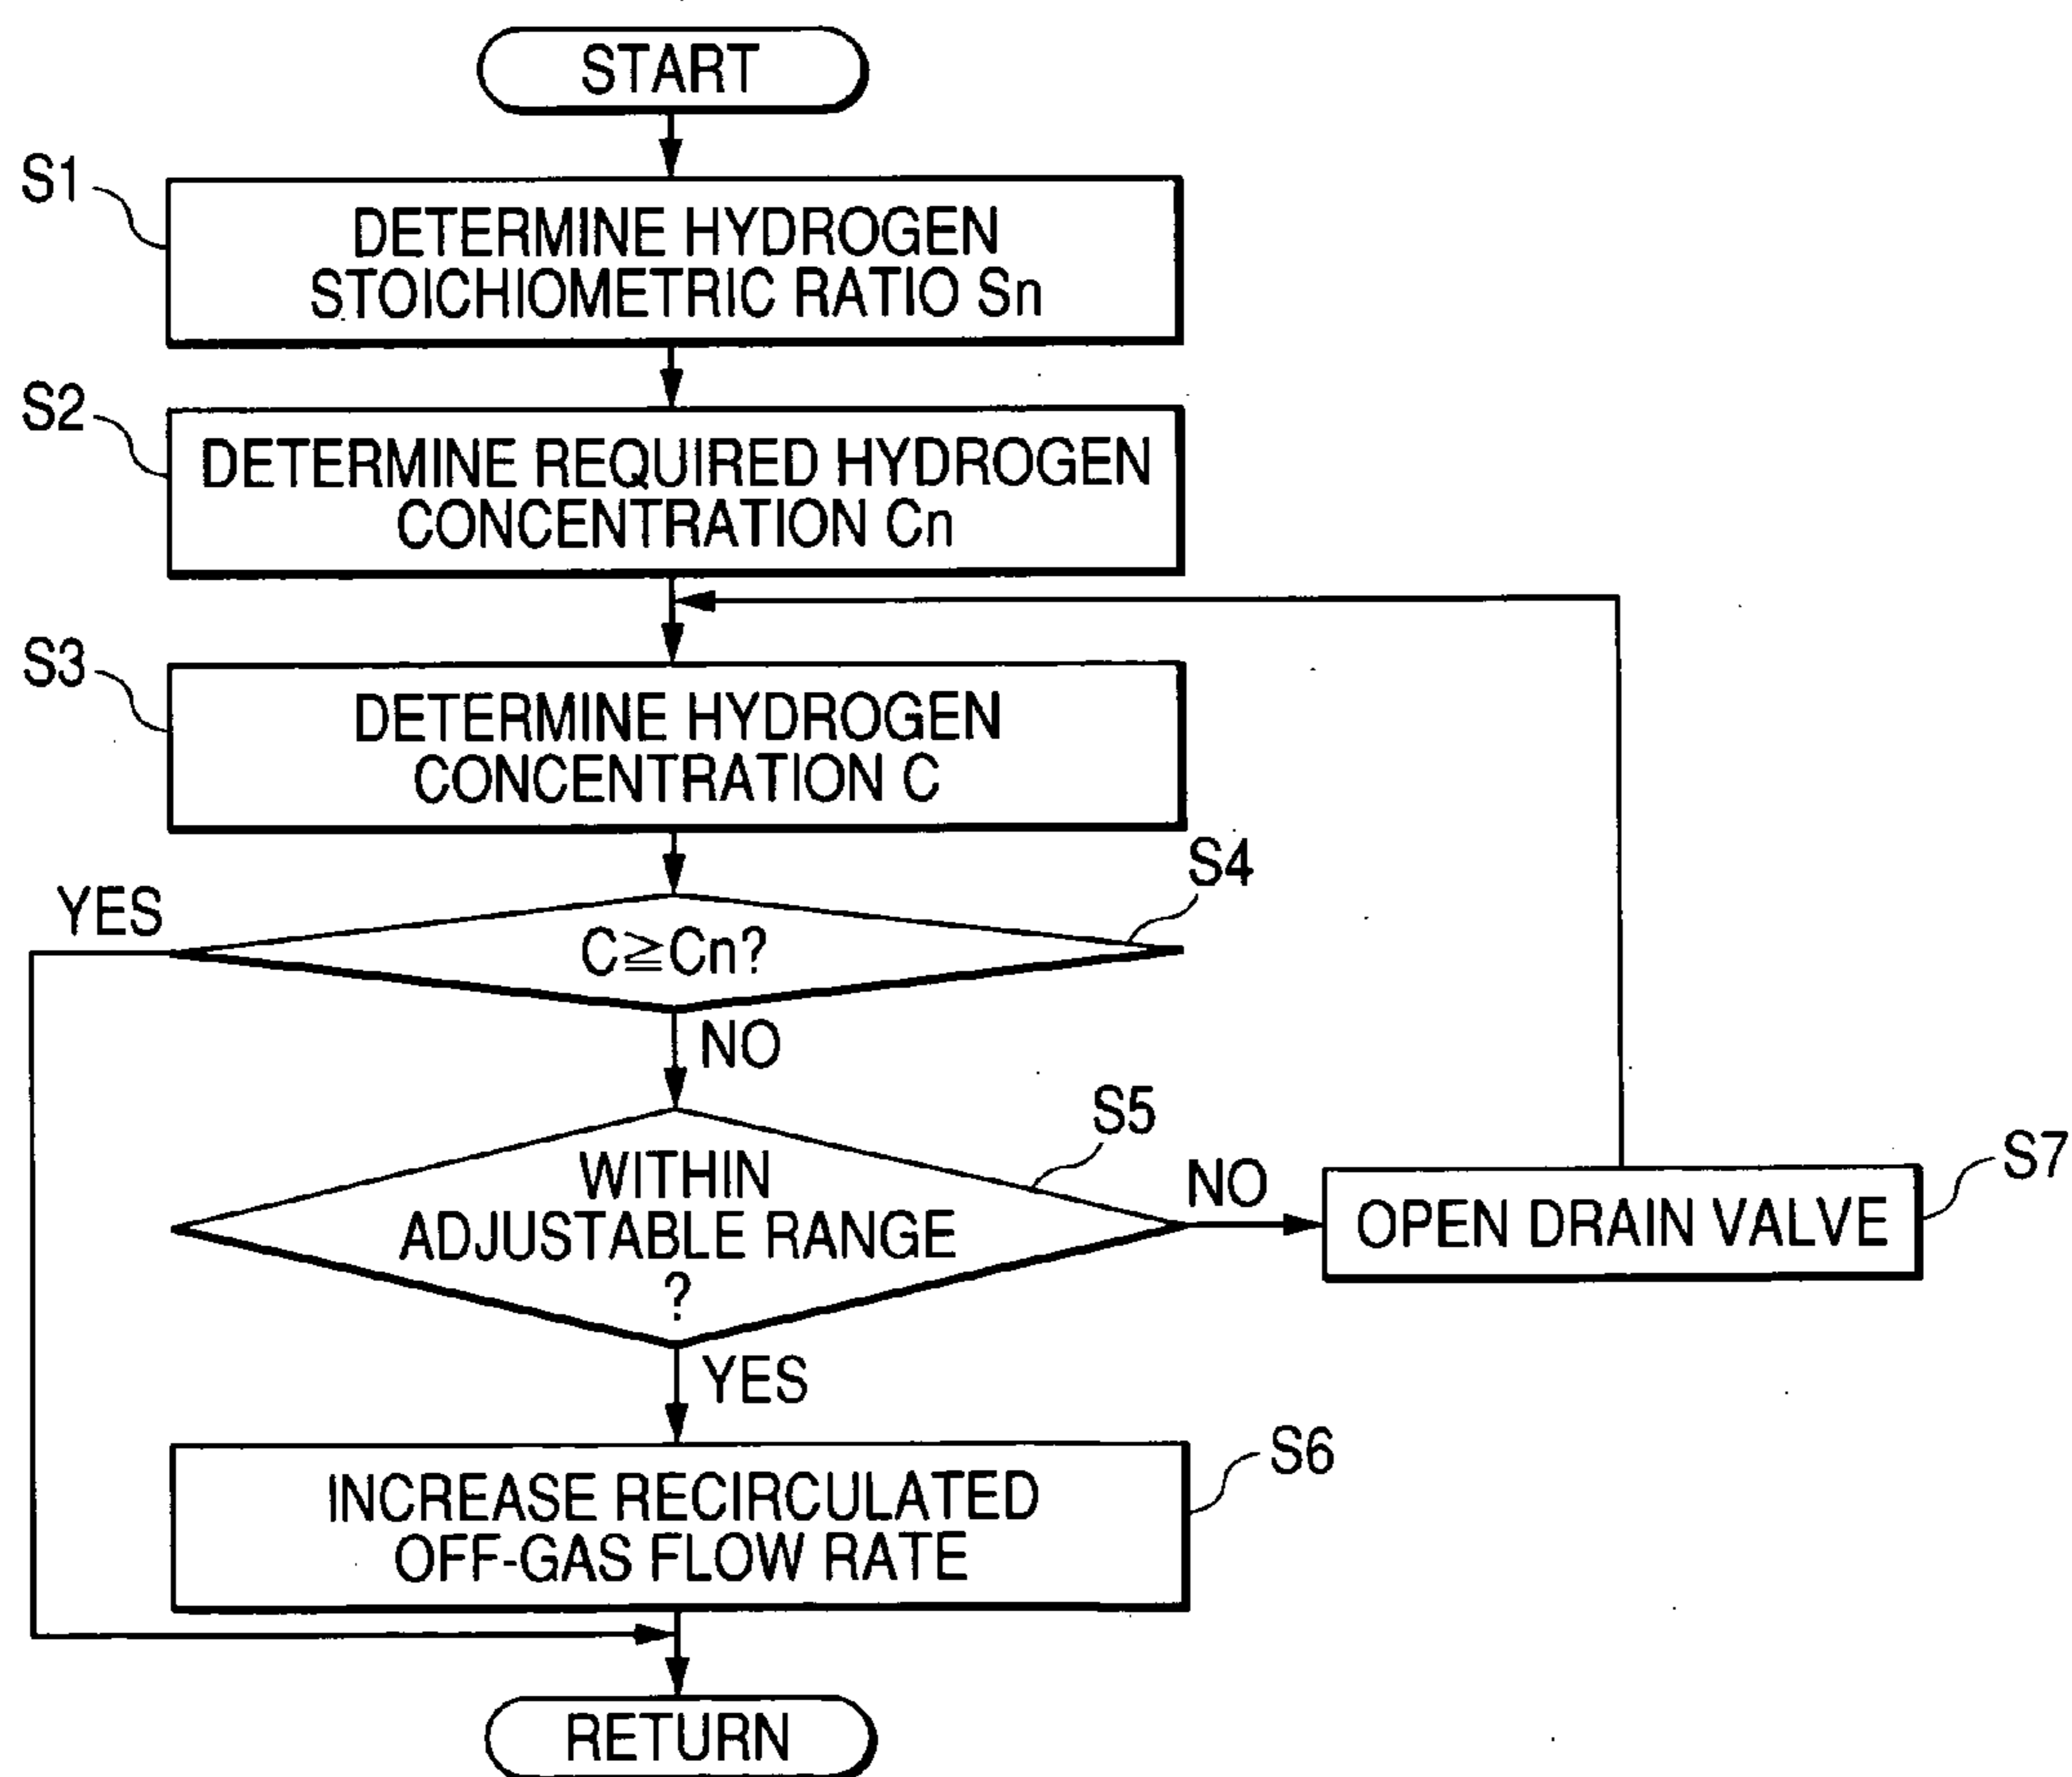 START
S1
DETERMINE HYDROGEN
STOICHIOMETRIC RATIO Sn
S2
DETERMINE REQUIRED HYDROGEN
CONCENTRATION Cn
S3
DETERMINE HYDROGEN
CONCENTRATION C
S4
YES
C≧Cn?
NO
S5
WITHIN
ADJUSTABLE RANGE
?
NO
S7
OPEN DRAIN VALVE
YES
S6
INCREASE RECIRCULATED
OFF-GAS FLOW RATE
RETURN